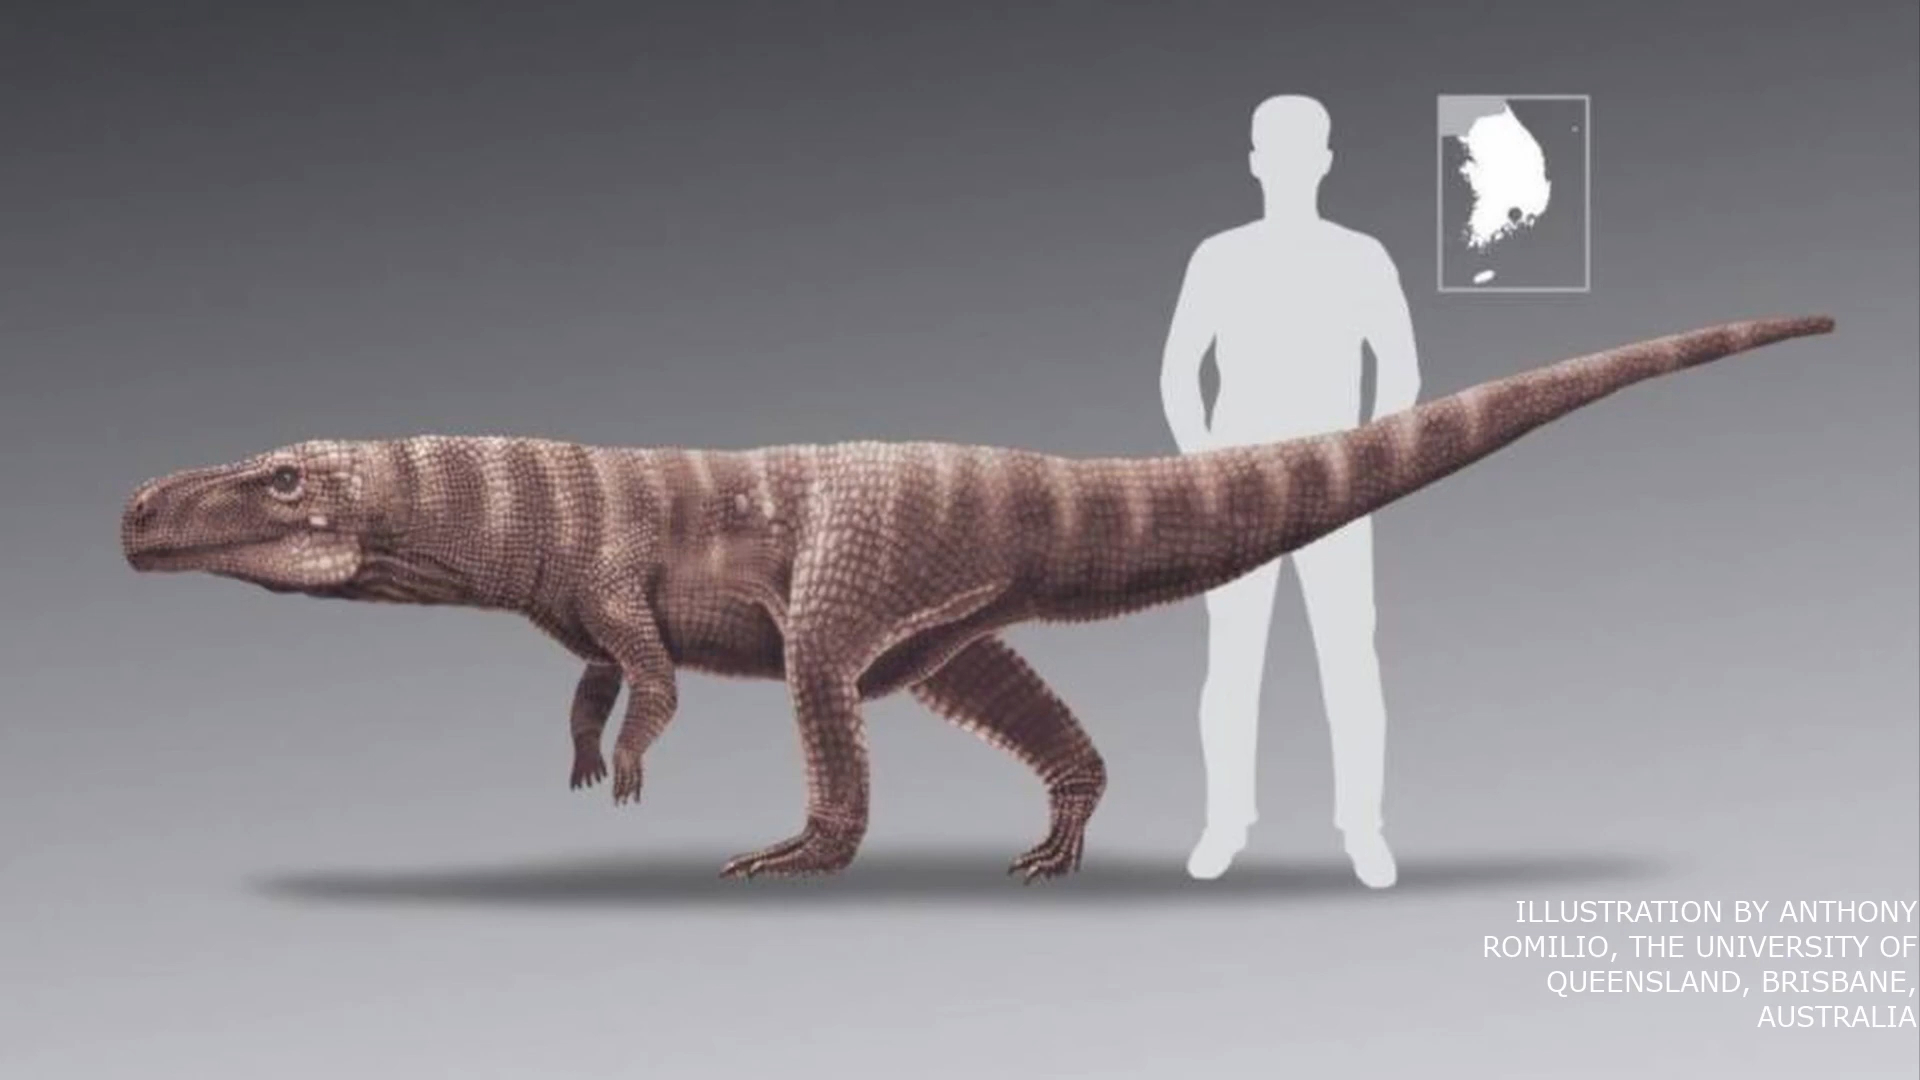 ILLUSTRATION BY ANTHONY
ROMILIO, THE UNIVERSITY OF
QUEENSLAND, BRISBANE,
AUSTRALIA